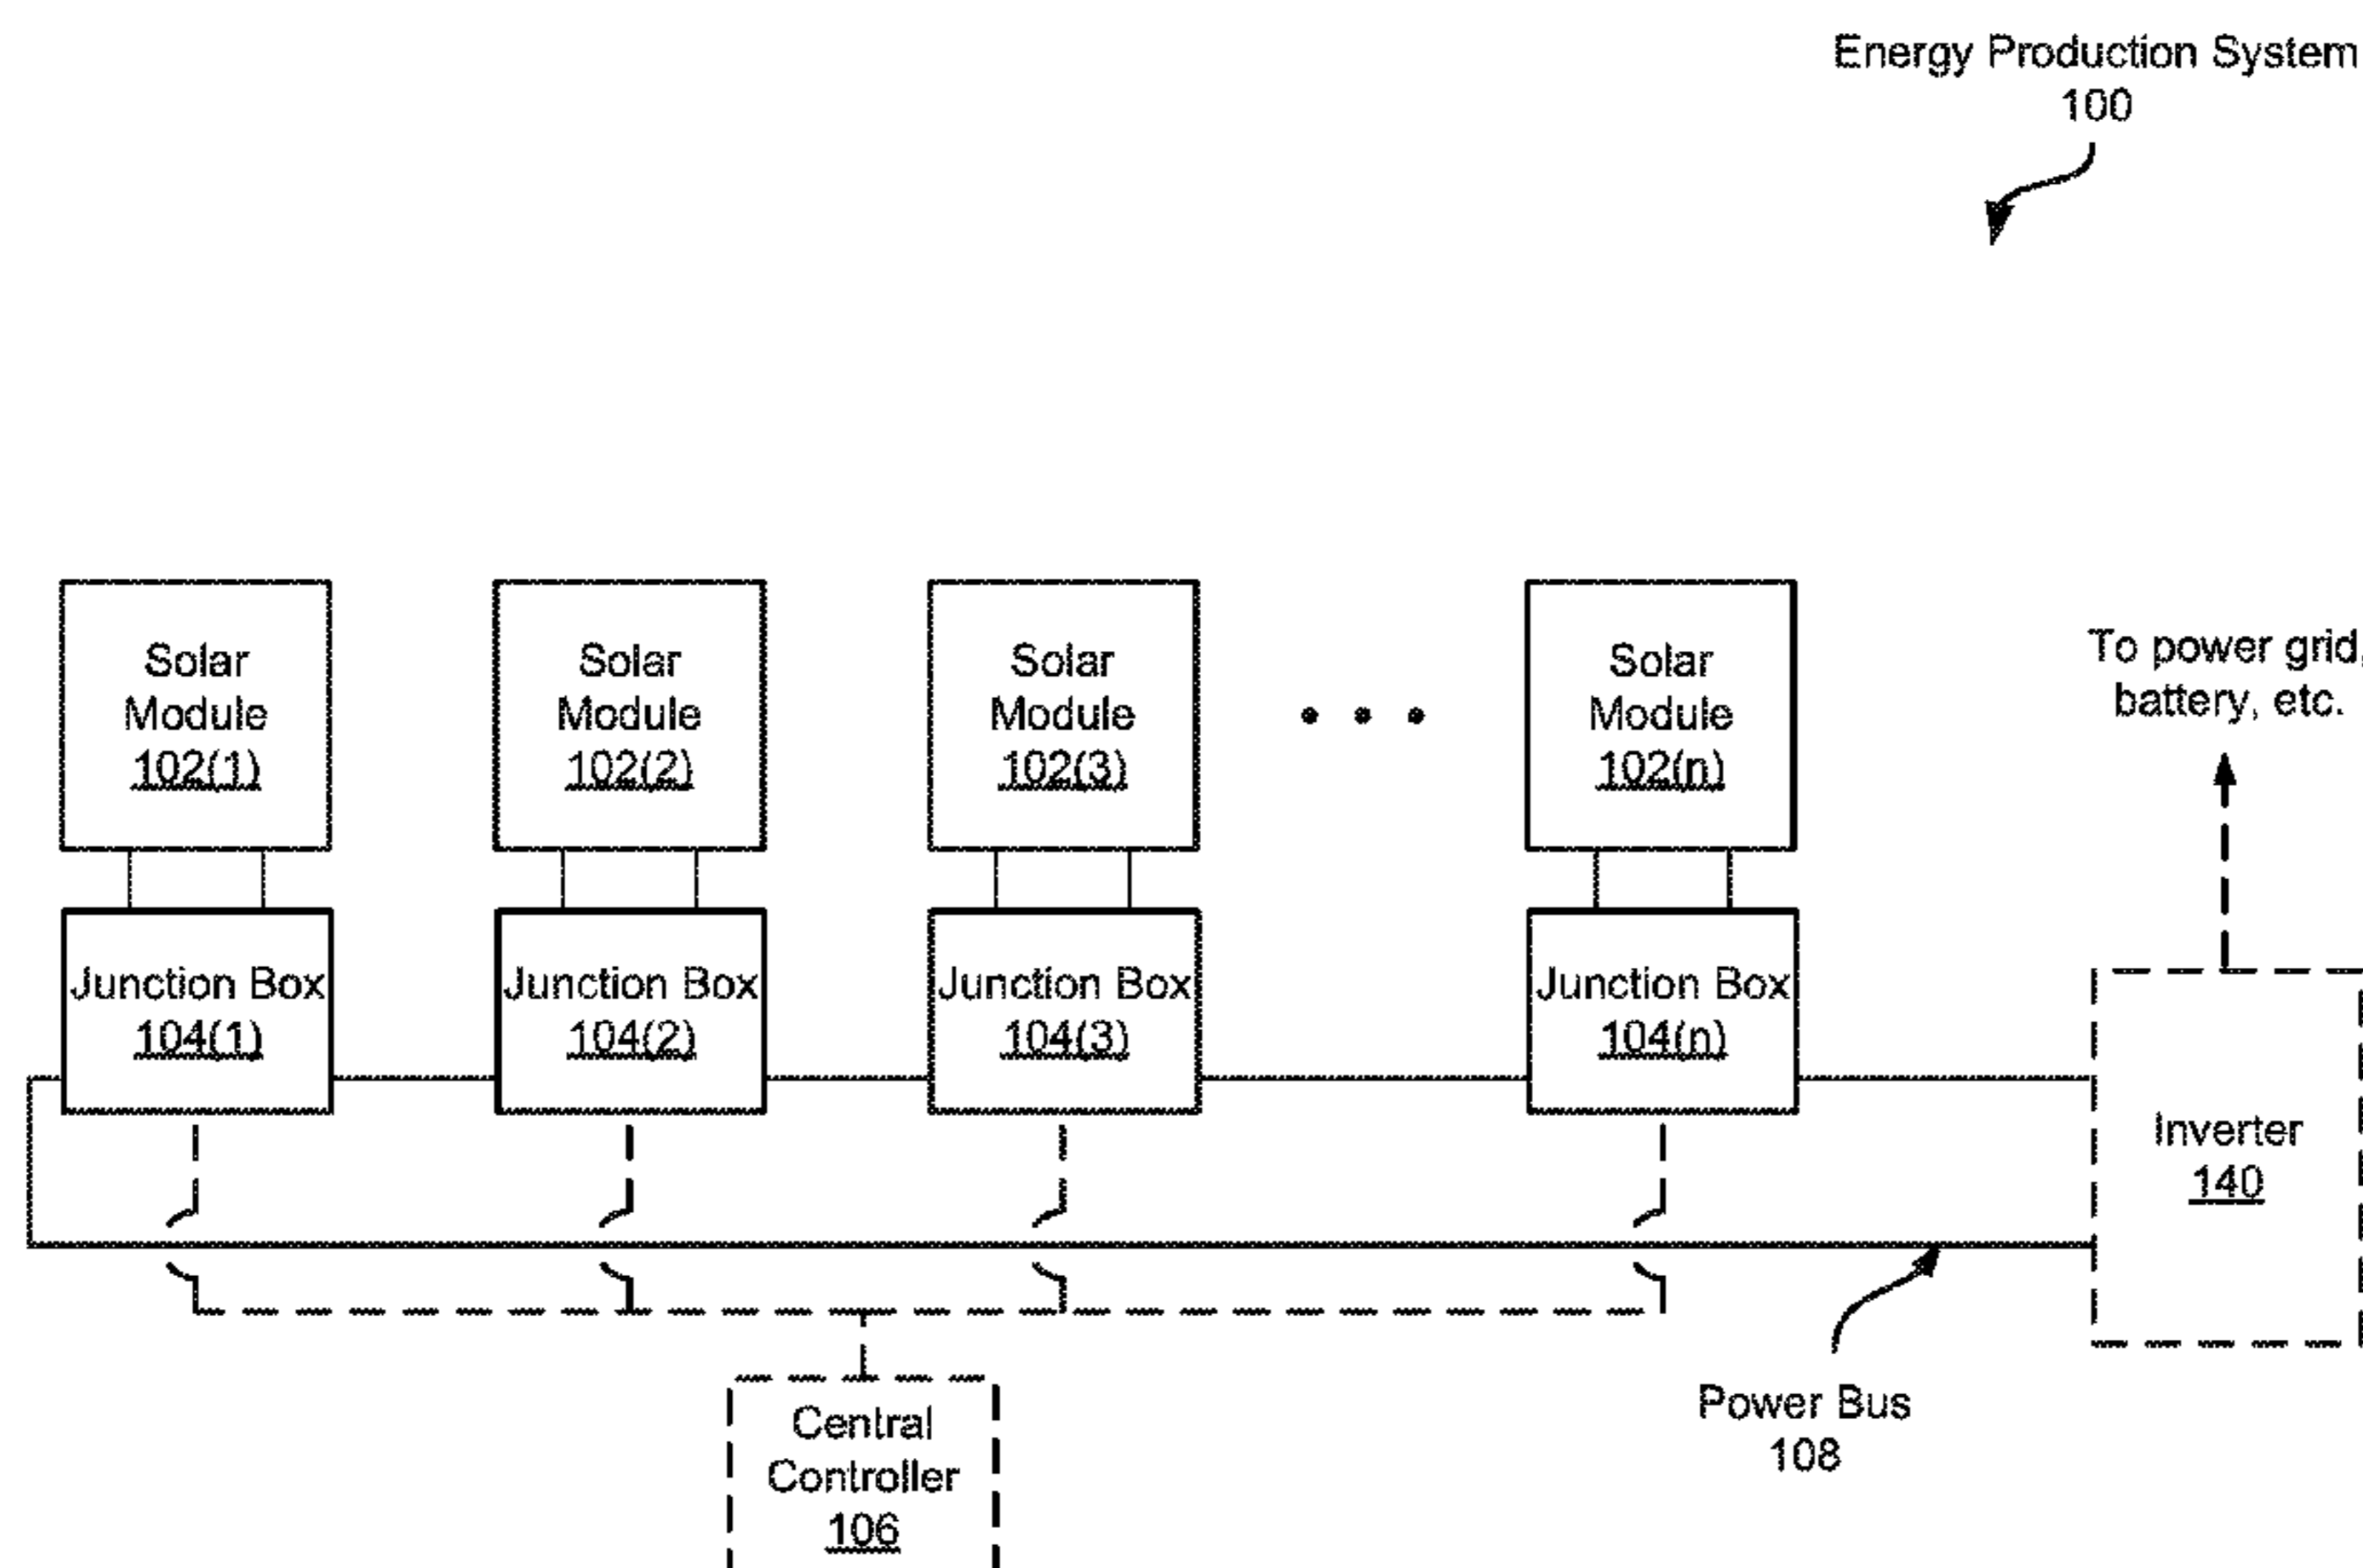 Energy Production System
100
Solar
Module
102(1)
Solar
Module
102(2)
Solar
Module
102(3)
Solar
Module
102(n)
To power grid,
battery, etc.
Junction Box
104(1)
Junction Box
104(2)
Junction Box
104(3)
Junction Box
104(n)
Inverter
140
Power Bus
108
Central
Controller
106